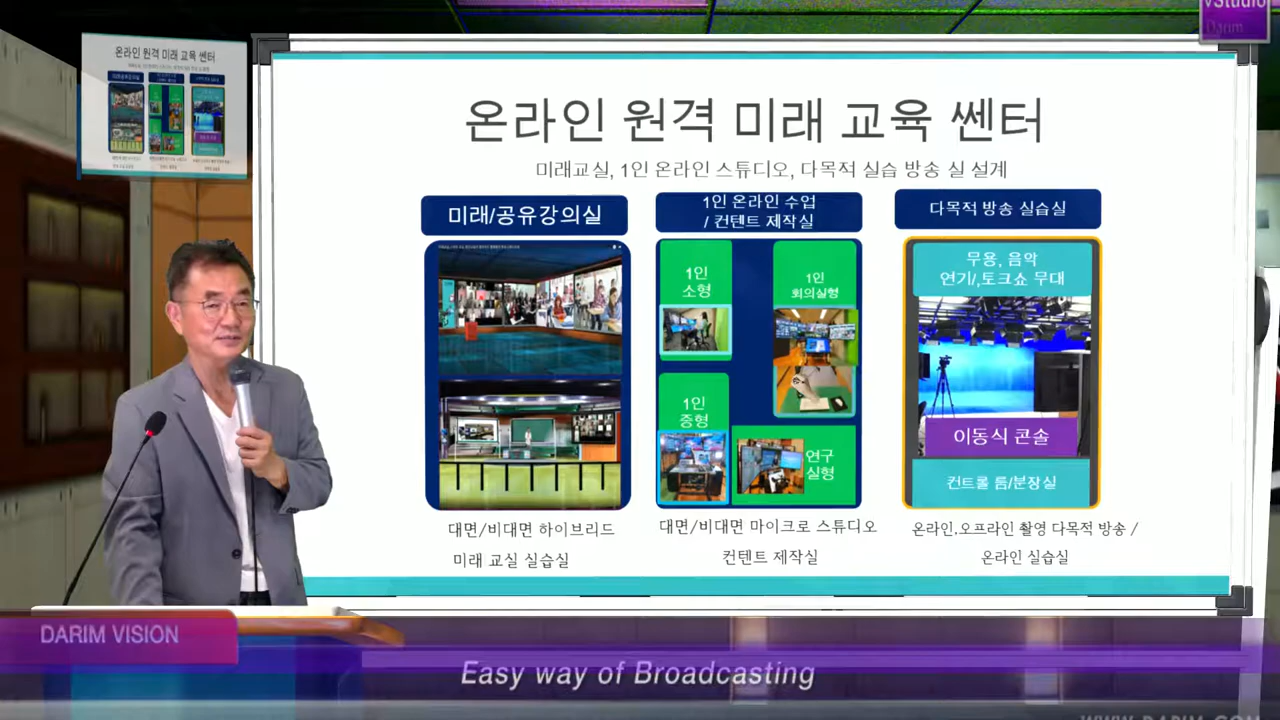 vStudio
Darim
온라인 원격 미래 교육 쎈터
온라인 원격 미래 교육 쎈터
미래교실, 1인 온라인 스튜디오, 다목적 실습 방송 실 설계
미래/공유강의실
1인 온라인 수업
/ 컨텐트 제작실
다목적 방송 실습실
1인
소형
1인
회의실형
1인
중형
연구
실형
무용, 음악
연기/,토크쇼 무대
이동식 콘솔
컨트롤 룸/분장실
대면/비대면 하이브리드
미래 교실 실습실
대면/비대면 마이크로 스튜디오
컨텐트 제작실
온라인.오프라인 촬영 다목적 방송 /
온라인 실습실
DARIM VISION
Easy way of Broadcasting
WWW.DARIM.COM